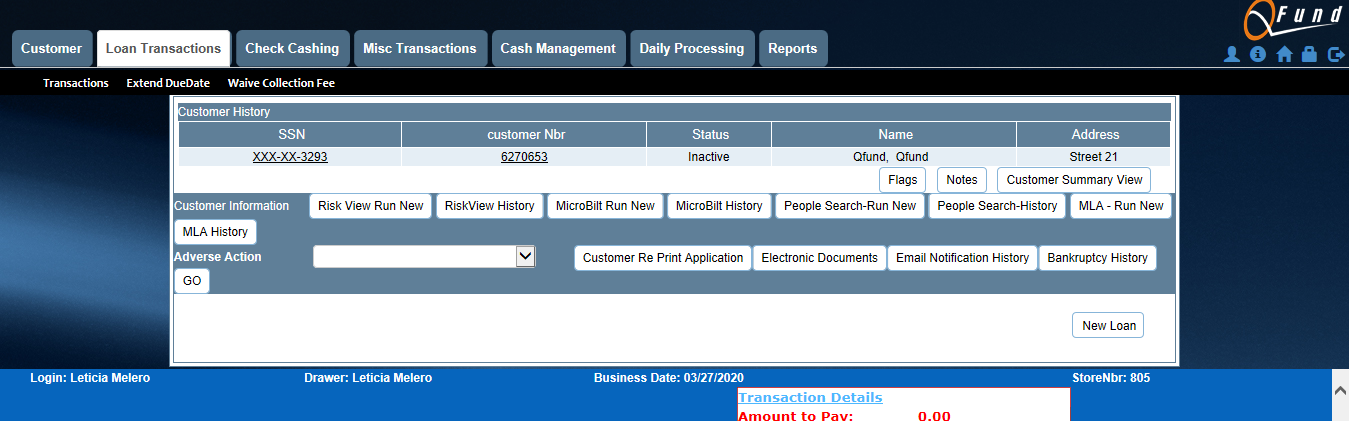 QFund
Customer Loan Transactions Check Cashing Misc Transactions Cash Management Daily Processing Reports
Transactions Extend DueDate Waive Collection Fee
Customer History
SSN customer Nbr Status Name Address
XXX-XX-3293 6270653 Inactive Qfund, Qfund Street 21
Flags Notes Customer Summary View
Customer Information Risk View Run New RiskView History MicroBilt Run New MicroBilt History People Search-Run New People Search-History MLA - Run New
MLA History
Adverse Action Customer Re Print Application Electronic Documents Email Notification History Bankruptcy History
GO
New Loan
Login: Leticia Melero Drawer: Leticia Melero Business Date: 03/27/2020 StoreNbr: 805
Transaction Details
Amount to Pay: 0.00